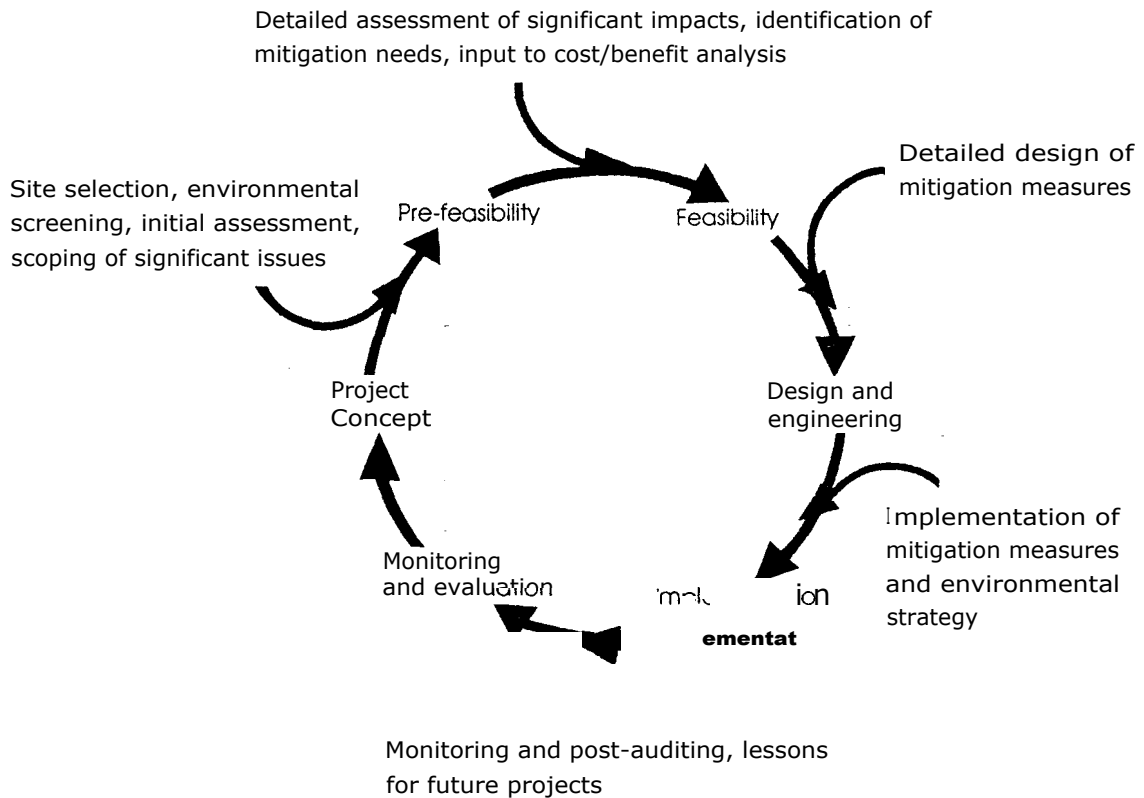 Detailed assessment of significant impacts, identification of
mitigation needs, input to cost/benefit analysis
Detailed design of
mitigation measures
Site selection, environmental
screening, initial assessment,
scoping of significant issues
Pre-feasibility
Feasibility
Project
Concept
Design and
engineering
Implementation of
mitigation measures
and environmental
strategy
Monitoring
and evaluation
ion
ementat
Monitoring and post-auditing, lessons
for future projects